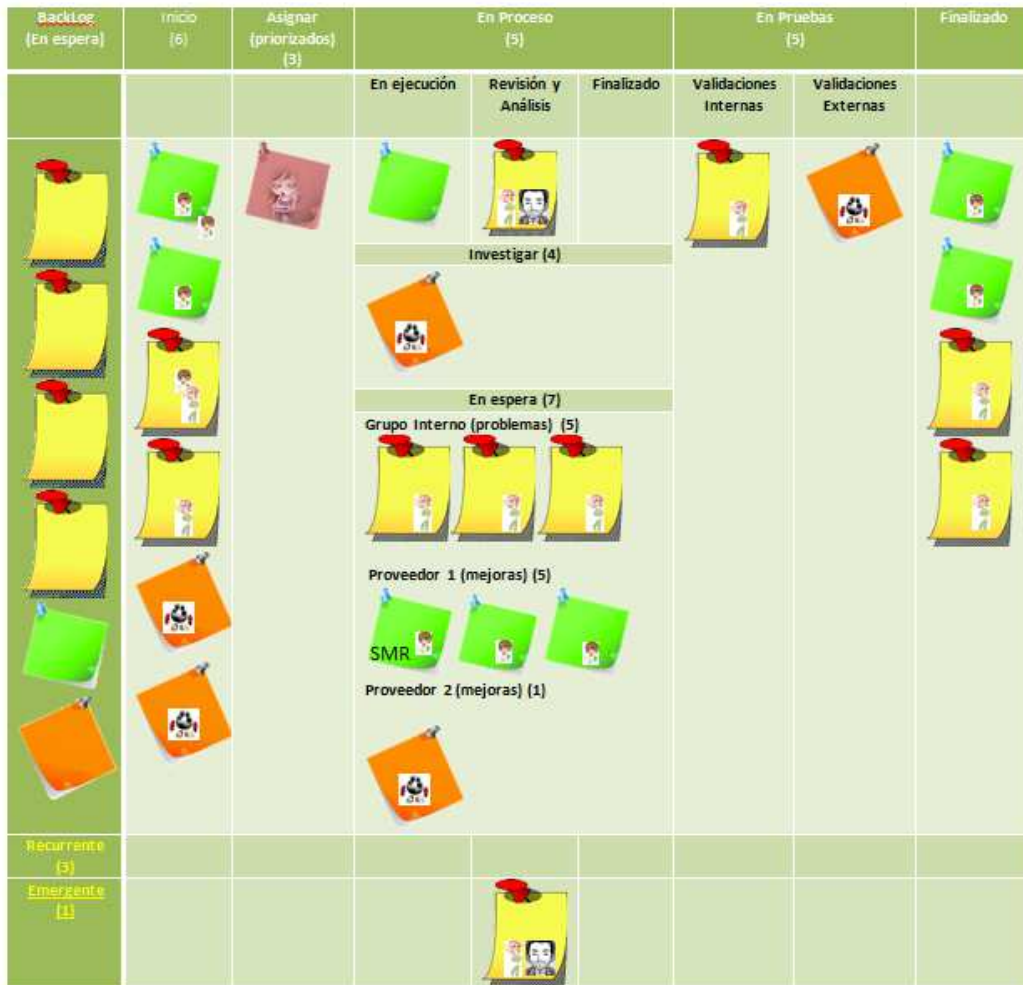 BackLog
(En espera)
Inicio
(6)
Asignar
(priorizados)
(3)
En Proceso
(5)
En Pruebas
(5)
Finalizado
En ejecución
Revisión y
Análisis
Finalizado
Validaciones
Internas
Validaciones
Externas
Investigar (4)
En espera (7)
Grupo Interno (problemas) (5)
Proveedor 1 (mejoras) (5)
SMR
Proveedor 2 (mejoras) (1)
Recurrente
(3)
Emergente
(1)